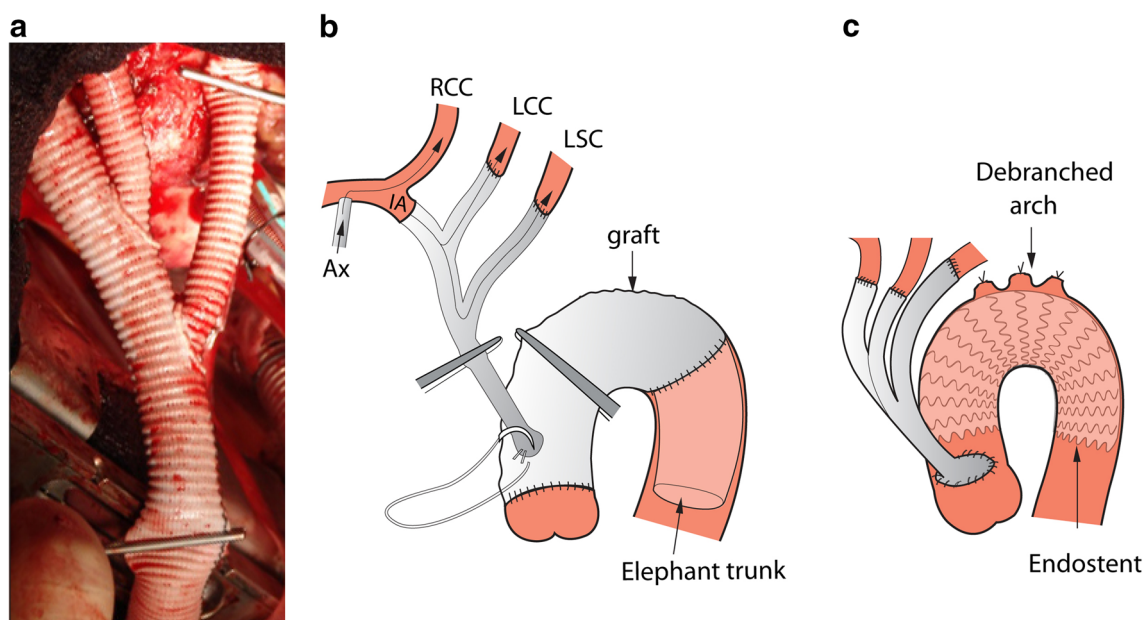 a
b
c
RCC
LCC
LSC
IA
Ax
graft
Elephant trunk
Debranched
arch
Endostent